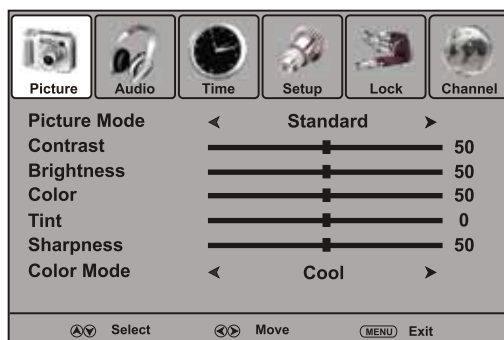 Picture Audio Time Setup Lock Channel
Picture Mode Standard
Contrast 50
Brightness 50
Color 50
Tint 0
Sharpness 50
Color Mode Cool
Select Move MENU Exit